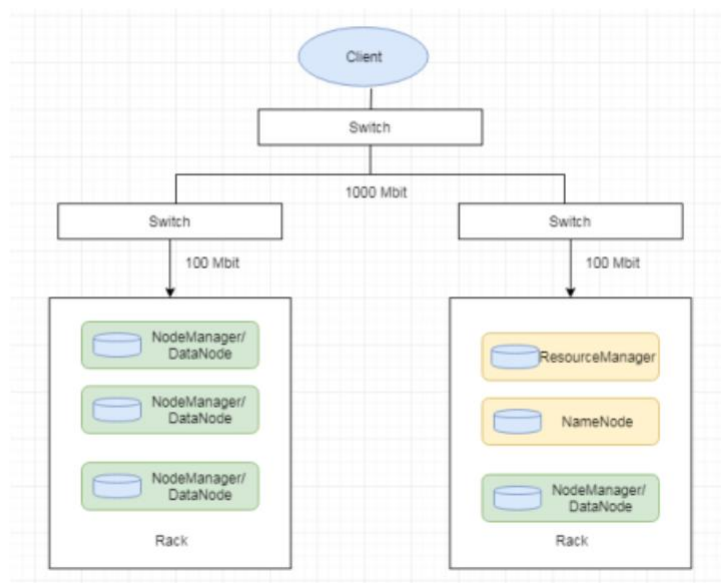 Client
Switch
1000 Mbit
Switch
Switch
100 Mbit
100 Mbit
NodeManager/
DataNode
NodeManager/
DataNode
NodeManager/
DataNode
Rack
ResourceManager
NameNode
NodeManager/
DataNode
Rack